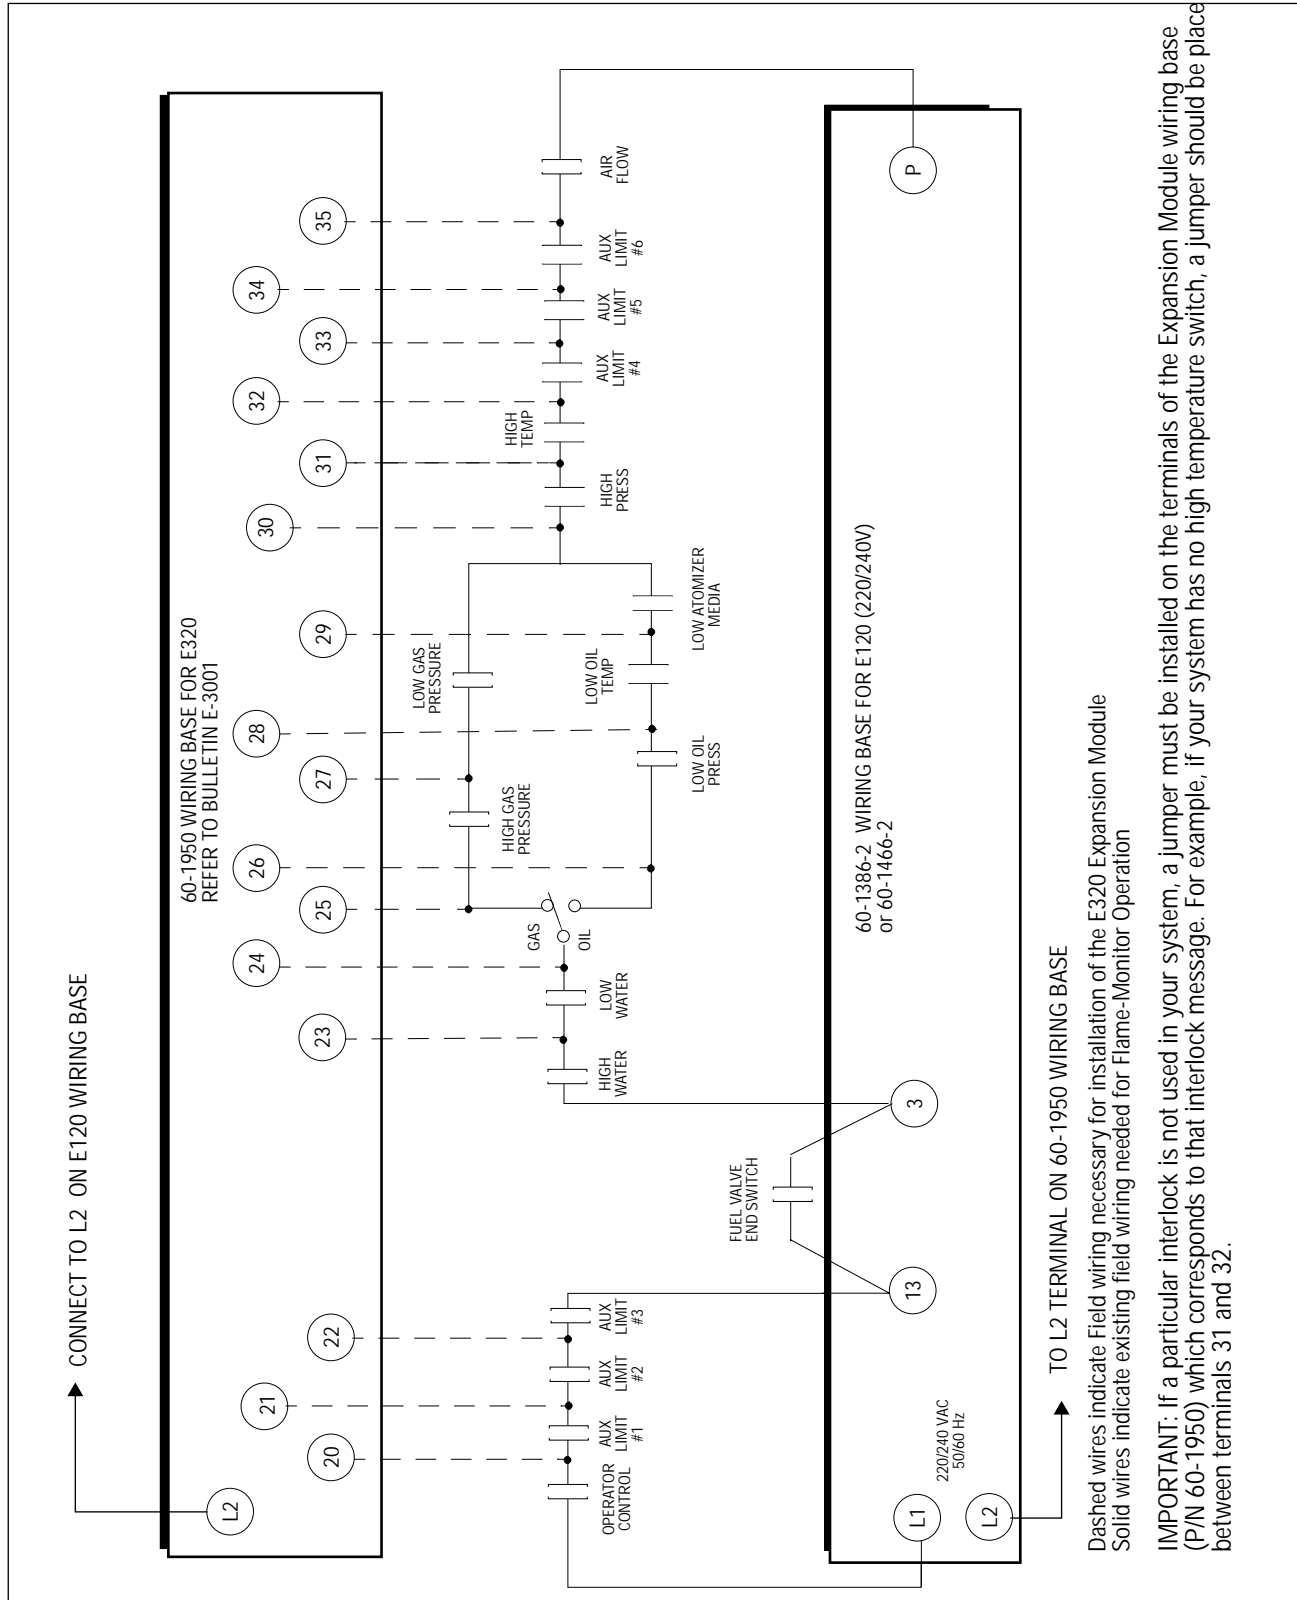 CONNECT TO L2 ON E120 WIRING BASE
60-1950 WIRING BASE FOR E320
REFER TO BULLETIN E-3001
L2
20
21
22
23
24
25
26
27
28
29
30
31
32
33
34
35
OPERATOR
CONTROL
AUX
LIMIT
#1
AUX
LIMIT
#2
AUX
LIMIT
#3
FUEL VALVE
END SWITCH
HIGH
WATER
LOW
WATER
GAS
OIL
HIGH GAS
PRESSURE
LOW GAS
PRESSURE
LOW OIL
PRESS
LOW OIL
TEMP
LOW ATOMIZER
MEDIA
HIGH
PRESS
HIGH
TEMP
AUX
LIMIT
#4
AUX
LIMIT
#5
AUX
LIMIT
#6
AIR
FLOW
L1
L2
220/240 VAC
50/60 Hz
13
3
P
60-1386-2 WIRING BASE FOR E120 (220/240V)
or 60-1466-2
TO L2 TERMINAL ON 60-1950 WIRING BASE
Dashed wires indicate Field wiring necessary for installation of the E320 Expansion Module
Solid wires indicate existing field wiring needed for Flame-Monitor Operation
IMPORTANT: If a particular interlock is not used in your system, a jumper must be installed on the terminals of the Expansion Module wiring base
(P/N 60-1950) which corresponds to that interlock message. For example, if your system has no high temperature switch, a jumper should be place
between terminals 31 and 32.